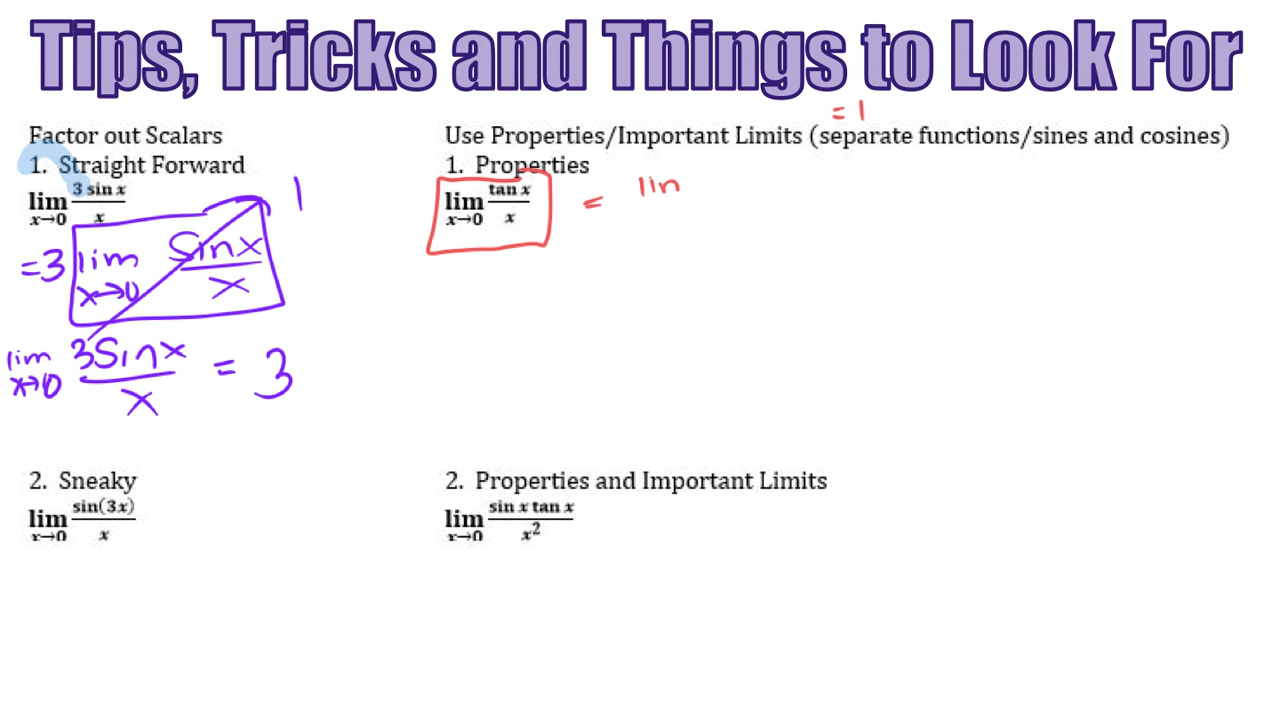 Tips, Tricks and Things to Look For
= 1
Factor out Scalars
1. Straight Forward
lim x→0 3 sin x / x
= 3 lim x→0 sin x / x
1
lim x→0 3 sin x / x = 3
2. Sneaky
lim x→0 sin(3x) / x
Use Properties/Important Limits (separate functions/sines and cosines)
1. Properties
lim x→0 tan x / x = lin
2. Properties and Important Limits
lim x→0 sin x tan x / x²